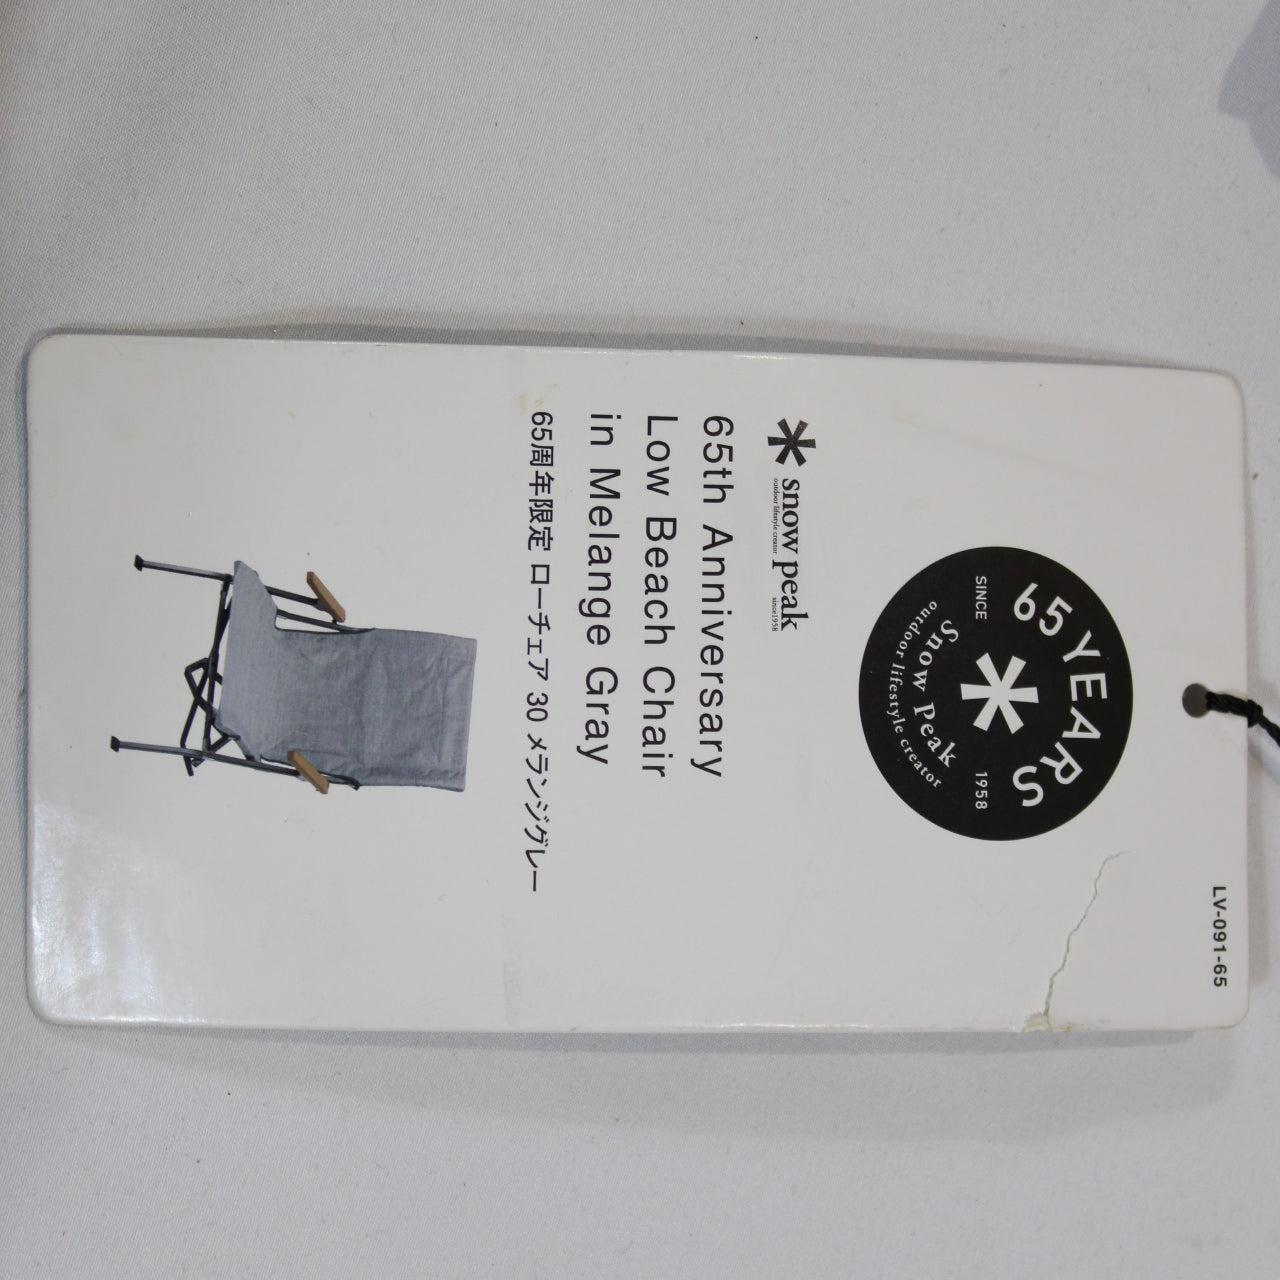 LV-091-65
65 YEARS
SINCE 1958
Snow Peak
outdoor lifestyle creator
snow peak
outdoor lifestyle creator since1958
65th Anniversary
Low Beach Chair
in Melange Gray
65周年限定 ローチェア 30 メランジグレー